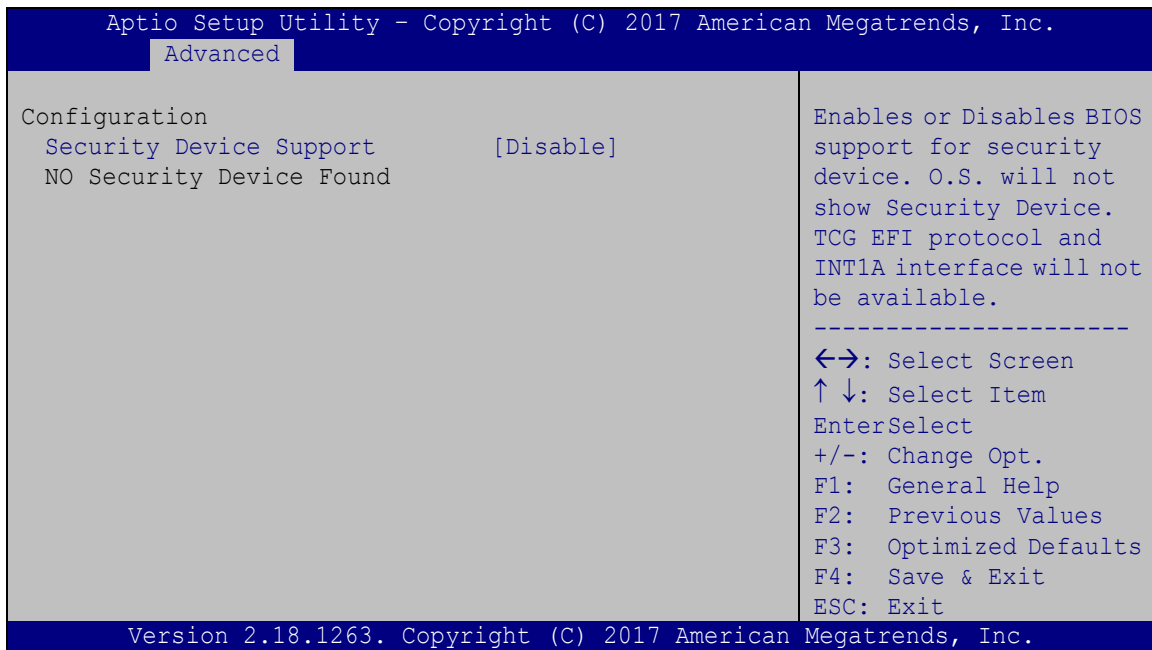 Aptio Setup Utility – Copyright (C) 2017 American Megatrends, Inc.
Advanced
Configuration
Security Device Support [Disable]
NO Security Device Found
Enables or Disables BIOS
support for security
device. O.S. will not
show Security Device.
TCG EFI protocol and
INT1A interface will not
be available.
----------------------
←→: Select Screen
↑ ↓: Select Item
EnterSelect
+/-: Change Opt.
F1: General Help
F2: Previous Values
F3: Optimized Defaults
F4: Save & Exit
ESC: Exit
Version 2.18.1263. Copyright (C) 2017 American Megatrends, Inc.